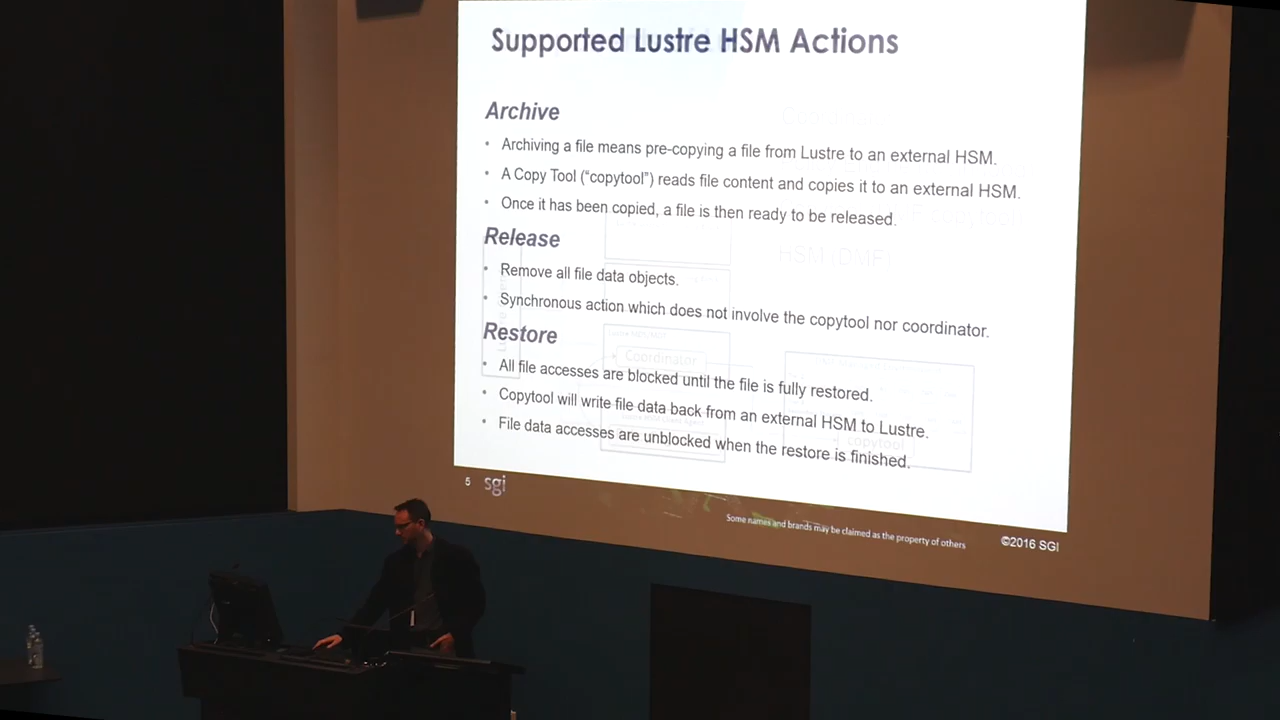 Supported Lustre HSM Actions
Archive
• Archiving a file means pre-copying a file from Lustre to an external HSM.
• A Copy Tool (“copytool”) reads file content and copies it to an external HSM.
• Once it has been copied, a file is then ready to be released.
Release
• Remove all file data objects.
• Synchronous action which does not involve the copytool nor coordinator.
Restore
• All file accesses are blocked until the file is fully restored.
• Copytool will write file data back from an external HSM to Lustre.
• File data accesses are unblocked when the restore is finished.
HSM (DMF)
Coordinator
copytool
5 sgi
Some names and brands may be claimed as the property of others
©2016 SGI